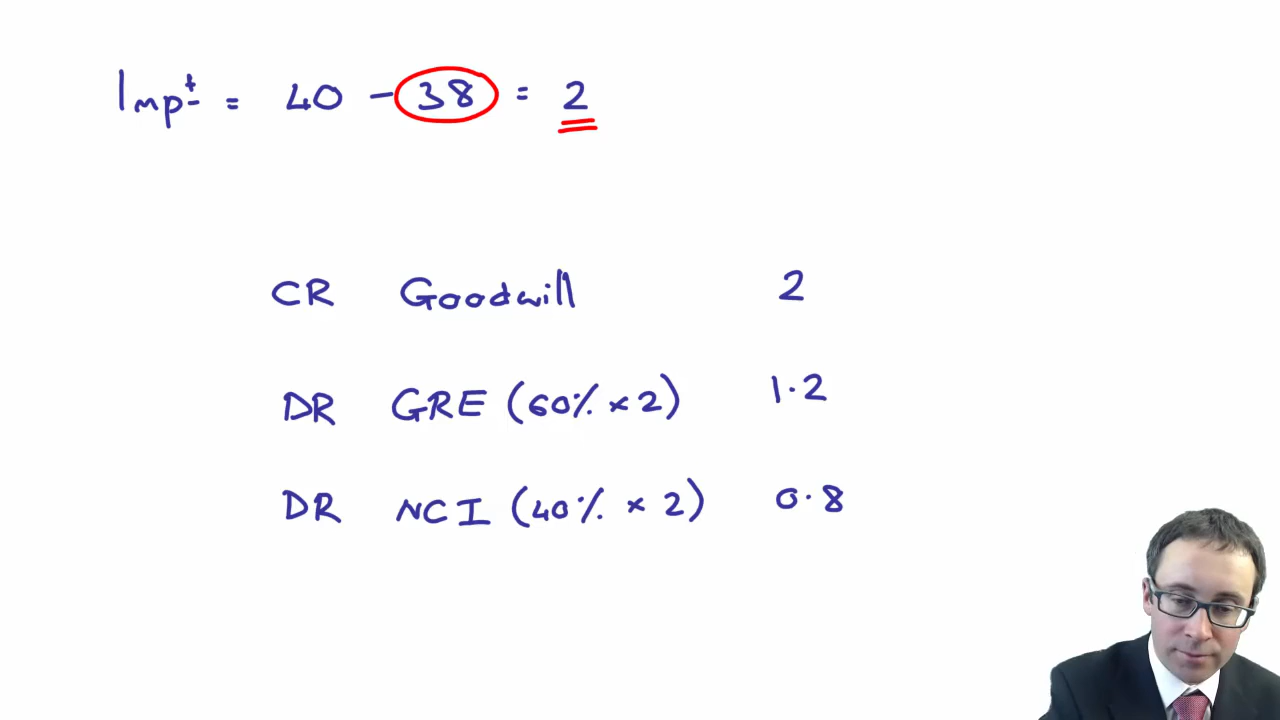 Impt = 40 - 38 = 2
CR Goodwill 2
DR GRE (60% × 2) 1.2
DR NCI (40% × 2) 0.8